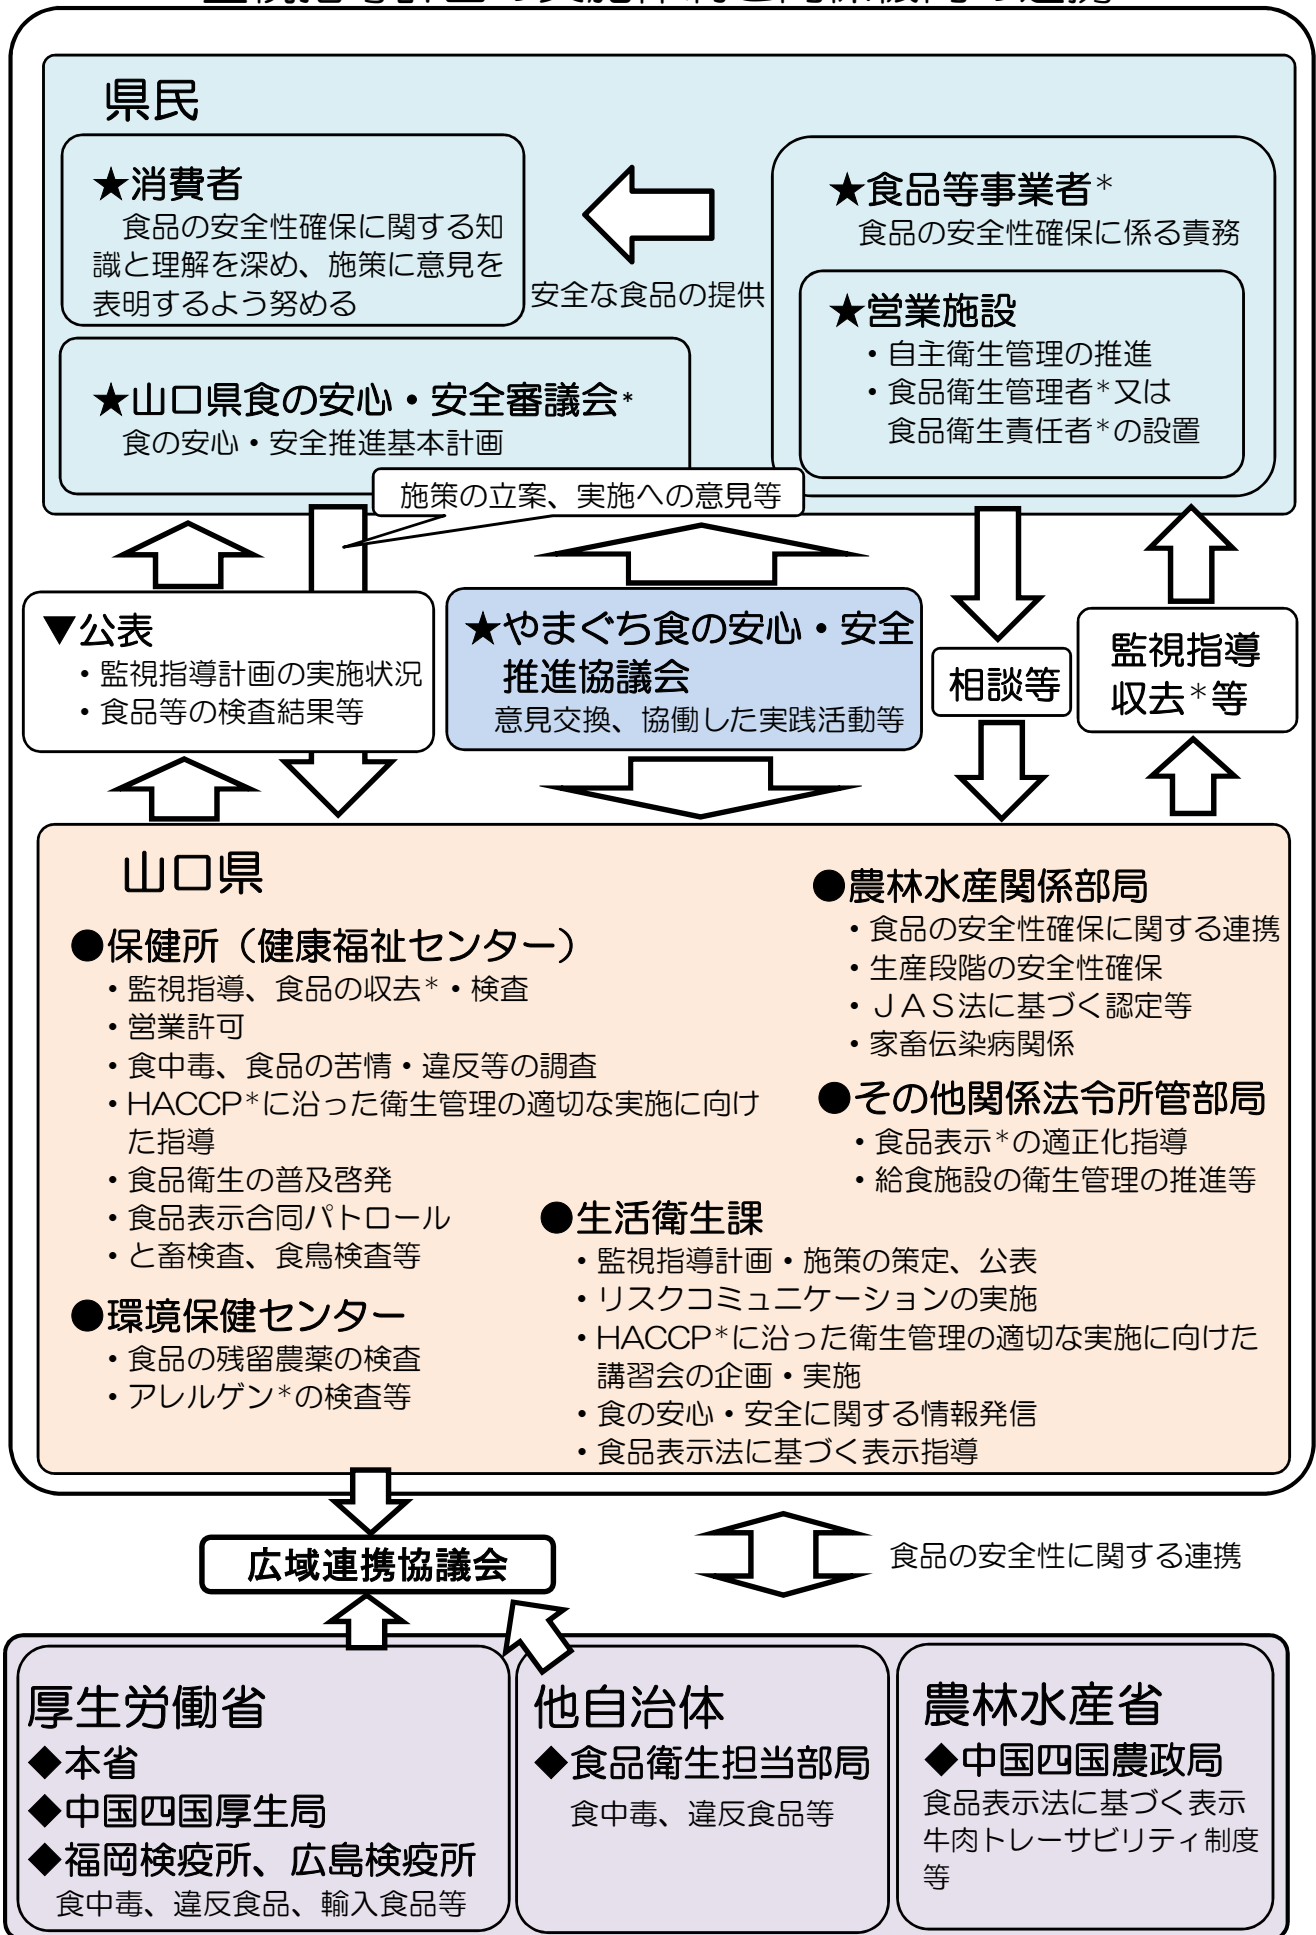 県民
★消費者
食品の安全性確保に関する知
識と理解を深め、施策に意見を
表明するよう努める
安全な食品の提供
★食品等事業者*
食品の安全性確保に係る責務
★営業施設
・自主衛生管理の推進
・食品衛生管理者*又は
食品衛生責任者*の設置
★山口県食の安心・安全審議会*
食の安心・安全推進基本計画
施策の立案、実施への意見等
▼公表
・監視指導計画の実施状況
・食品等の検査結果等
★やまぐち食の安心・安全
推進協議会
意見交換、協働した実践活動等
相談等
監視指導
収去*等
山口県
●保健所（健康福祉センター）
・監視指導、食品の収去*・検査
・営業許可
・食中毒、食品の苦情・違反等の調査
・HACCP*に沿った衛生管理の適切な実施に向け
た指導
・食品衛生の普及啓発
・食品表示合同パトロール
・と畜検査、食鳥検査等
●環境保健センター
・食品の残留農薬の検査
・アレルゲン*の検査等
●農林水産関係部局
・食品の安全性確保に関する連携
・生産段階の安全性確保
・ＪＡＳ法に基づく認定等
・家畜伝染病関係
●その他関係法令所管部局
・食品表示*の適正化指導
・給食施設の衛生管理の推進等
●生活衛生課
・監視指導計画・施策の策定、公表
・リスクコミュニケーションの実施
・HACCP*に沿った衛生管理の適切な実施に向けた
講習会の企画・実施
・食の安心・安全に関する情報発信
・食品表示法に基づく表示指導
広域連携協議会
食品の安全性に関する連携
厚生労働省
◆本省
◆中国四国厚生局
◆福岡検疫所、広島検疫所
食中毒、違反食品、輸入食品等
他自治体
◆食品衛生担当部局
食中毒、違反食品等
農林水産省
◆中国四国農政局
食品表示法に基づく表示
牛肉トレーサビリティ制度
等